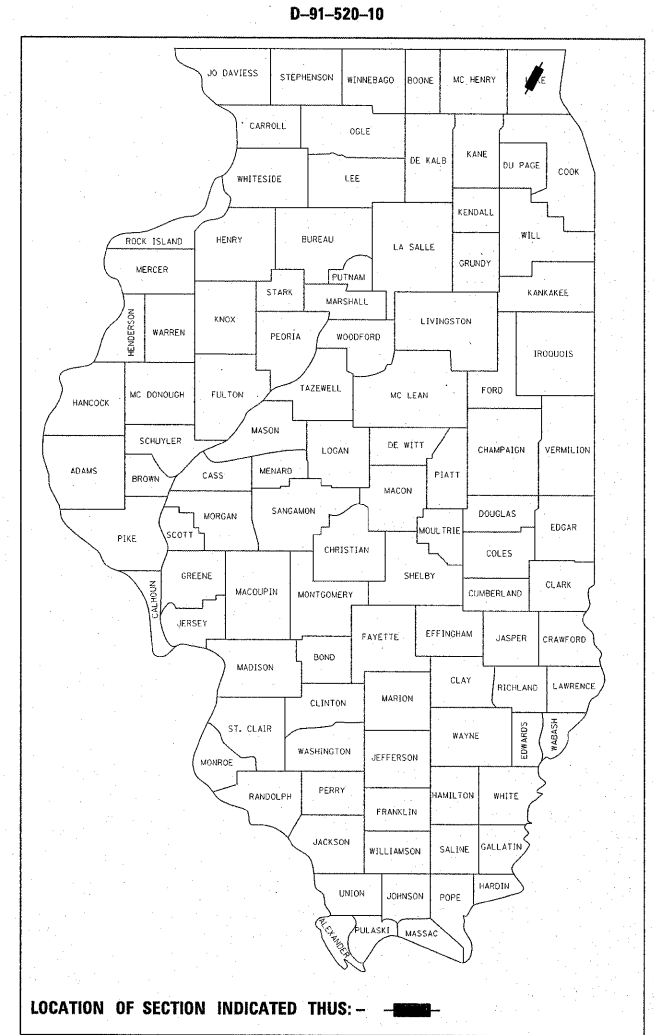 D-91-520-10
JO DAVIESS
STEPHENSON
WINNEBAGO
BOONE
MC HENRY
CARROLL
OGLE
KANE
DE KALB
DU PAGE
COOK
WHITESIDE
LEE
KENDALL
ROCK ISLAND
HENRY
BUREAU
LA SALLE
WILL
MERCER
PUTNAM
GRUNDY
STARK
MARSHALL
KANKAKEE
HENDERSON
WARREN
KNOX
PEORIA
WOODFORD
LIVINGSTON
IROQUOIS
HANCOCK
MC DONOUGH
FULTON
TAZEWELL
MC LEAN
FORD
MASON
SCHUYLER
LOGAN
DE WITT
CHAMPAIGN
VERMILION
ADAMS
BROWN
CASS
MENARD
PIATT
MACON
MORGAN
SANGAMON
DOUGLAS
EDGAR
PIKE
SCOTT
MOULTRIE
CHRISTIAN
COLES
GREENE
SHELBY
CALHOUN
MACOUPIN
MONTGOMERY
CUMBERLAND
CLARK
JERSEY
FAYETTE
EFFINGHAM
JASPER
CRAWFORD
MADISON
BOND
CLAY
RICHLAND
LAWRENCE
CLINTON
MARION
ST. CLAIR
WAYNE
EDWARDS
WABASH
WASHINGTON
JEFFERSON
MONROE
RANDOLPH
PERRY
HAMILTON
WHITE
FRANKLIN
JACKSON
WILLIAMSON
SALINE
GALLATIN
UNION
JOHNSON
POPE
HARDIN
ALEXANDER
PULASKI
MASSAC
LOCATION OF SECTION INDICATED THUS: -